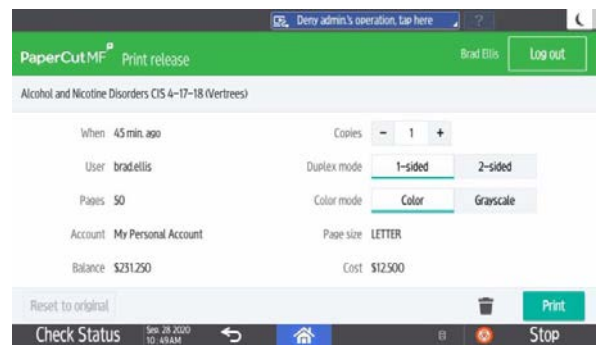 Deny admin.'s operation, tap here ?
PaperCut MF Print release Brad Ellis Log out
Alcohol and Nicotine Disorders CIS 4-17-18 (Vertrees)
When 45 min. ago Copies - 1 +
User brad.ellis Duplex mode 1-sided 2-sided
Pages 50 Color mode Color Grayscale
Account My Personal Account Page size LETTER
Balance $231.250 Cost $12.500
Reset to original Print
Check Status Sep. 28 2020 Stop
10:49AM